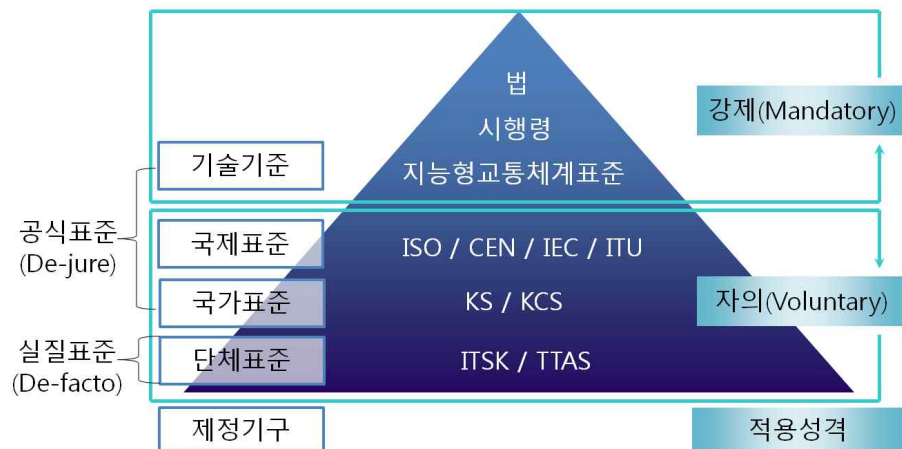 법
시행령
강제(Mandatory)
기술기준
지능형교통체계표준
공식표준
(De-jure)
국제표준
ISO / CEN / IEC / ITU
국가표준
KS / KCS
자의(Voluntary)
실질표준
(De-facto)
단체표준
ITSK / TTAS
제정기구
적용성격